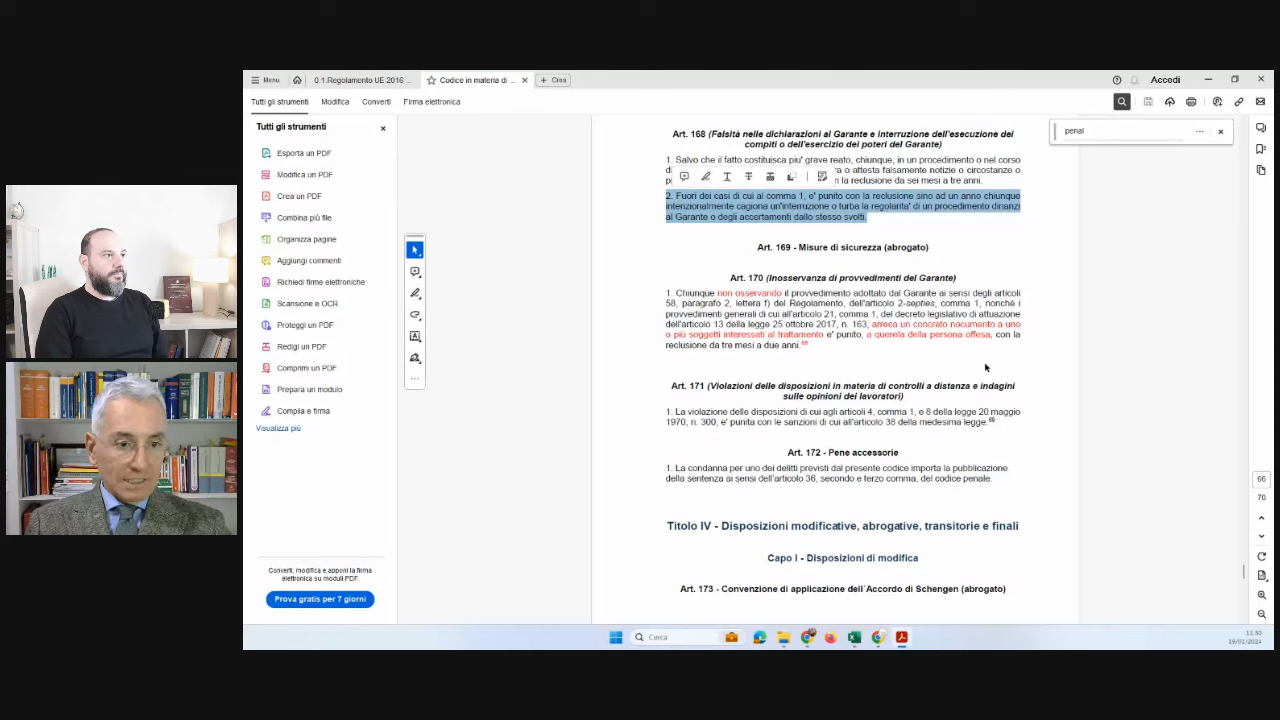 Menu
0.1.Regolamento UE 2016 ...
Codice in materia di ...
Crea
Accedi
Tutti gli strumenti
Modifica
Converti
Firma elettronica
Tutti gli strumenti
Esporta un PDF
Modifica un PDF
Crea un PDF
Combina più file
Organizza pagine
Aggiungi commenti
Richiedi firme elettroniche
Scansione e OCR
Proteggi un PDF
Redigi un PDF
Comprimi un PDF
Prepara un modulo
Compila e firma
Visualizza più
Converti, modifica e apponi la firma
elettronica su moduli PDF.
Prova gratis per 7 giorni
penal
Art. 168 (Falsità nelle dichiarazioni al Garante e interruzione dell'esecuzione dei
compiti o dell'esercizio dei poteri del Garante)
1. Salvo che il fatto costituisca piu' grave reato, chiunque, in un procedimento o nel corso
o attesta falsamente notizie o circostanze o
la reclusione da sei mesi a tre anni.
2. Fuori dei casi di cui al comma 1, e' punito con la reclusione sino ad un anno chiunque
intenzionalmente cagiona un'interruzione o turba la regolarita' di un procedimento dinanzi
al Garante o degli accertamenti dallo stesso svolti.
Art. 169 - Misure di sicurezza (abrogato)
Art. 170 (Inosservanza di provvedimenti del Garante)
1. Chiunque non osservando il provvedimento adottato dal Garante ai sensi degli articoli
58, paragrafo 2, lettera f) del Regolamento, dell'articolo 2-septies, comma 1, nonchè i
provvedimenti generali di cui all'articolo 21, comma 1, del decreto legislativo di attuazione
dell'articolo 13 della legge 25 ottobre 2017, n. 163, arreca un concreto nocumento a uno
o più soggetti interessati al trattamento e' punito, a querela della persona offesa, con la
reclusione da tre mesi a due anni.68
Art. 171 (Violazioni delle disposizioni in materia di controlli a distanza e indagini
sulle opinioni dei lavoratori)
1. La violazione delle disposizioni di cui agli articoli 4, comma 1, e 8 della legge 20 maggio
1970, n. 300, e' punita con le sanzioni di cui all'articolo 38 della medesima legge.69
Art. 172 - Pene accessorie
1. La condanna per uno dei delitti previsti dal presente codice importa la pubblicazione
della sentenza ai sensi dell'articolo 36, secondo e terzo comma, del codice penale.
Titolo IV - Disposizioni modificative, abrogative, transitorie e finali
Capo I - Disposizioni di modifica
Art. 173 - Convenzione di applicazione dell'Accordo di Schengen (abrogato)
66
70
Cerca
19/01/2024